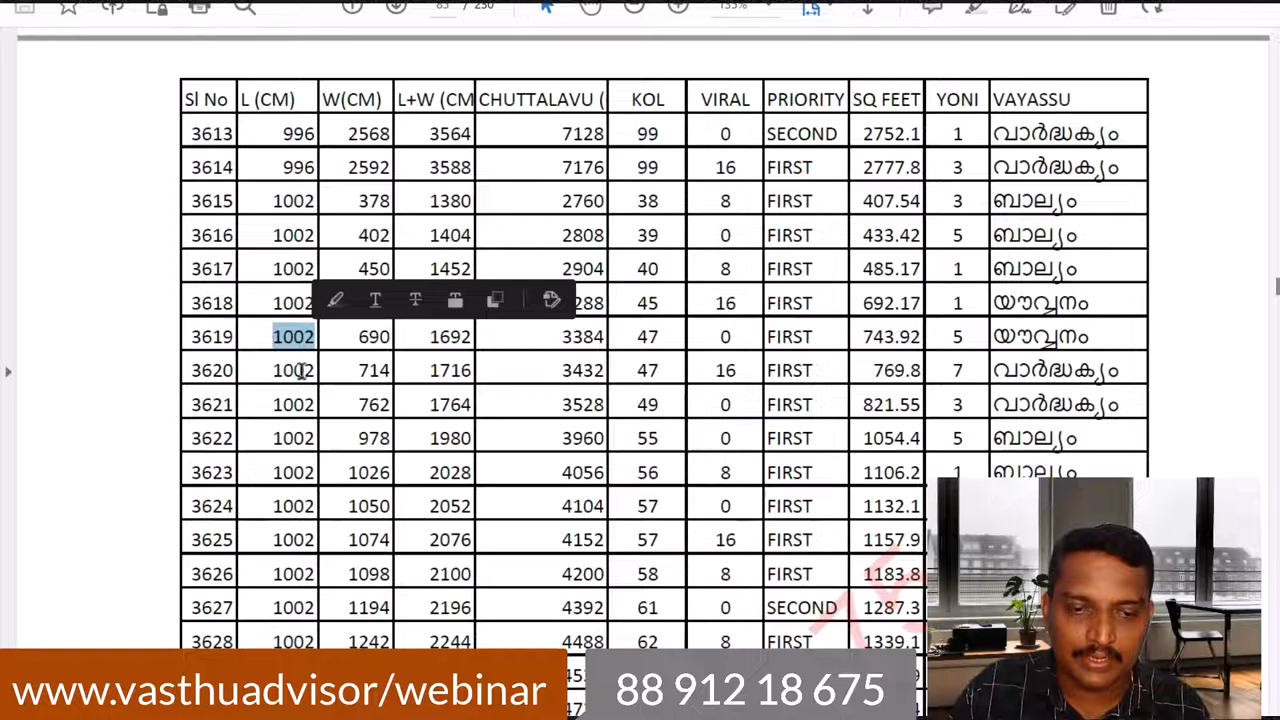 Sl No L (CM) W(CM) L+W (CM CHUTTALAVU ( KOL VIRAL PRIORITY SQ FEET YONI VAYASSU
3613 996 2568 3564 7128 99 0 SECOND 2752.1 1 വാർദ്ധക്യം
3614 996 2592 3588 7176 99 16 FIRST 2777.8 3 വാർദ്ധക്യം
3615 1002 378 1380 2760 38 8 FIRST 407.54 3 ബാല്യം
3616 1002 402 1404 2808 39 0 FIRST 433.42 5 ബാല്യം
3617 1002 450 1452 2904 40 8 FIRST 485.17 1 ബാല്യം
3618 1002 288 45 16 FIRST 692.17 1 യൗവ്വനം
3619 1002 690 1692 3384 47 0 FIRST 743.92 5 യൗവ്വനം
3620 1002 714 1716 3432 47 16 FIRST 769.8 7 വാർദ്ധക്യം
3621 1002 762 1764 3528 49 0 FIRST 821.55 3 വാർദ്ധക്യം
3622 1002 978 1980 3960 55 0 FIRST 1054.4 5 ബാല്യം
3623 1002 1026 2028 4056 56 8 FIRST 1106.2 1 ബാല്യം
3624 1002 1050 2052 4104 57 0 FIRST 1132.1
3625 1002 1074 2076 4152 57 16 FIRST 1157.9
3626 1002 1098 2100 4200 58 8 FIRST 1183.8
3627 1002 1194 2196 4392 61 0 SECOND 1287.3
3628 1002 1242 2244 4488 62 8 FIRST 1339.1
www.vasthuadvisor/webinar 88 912 18 675